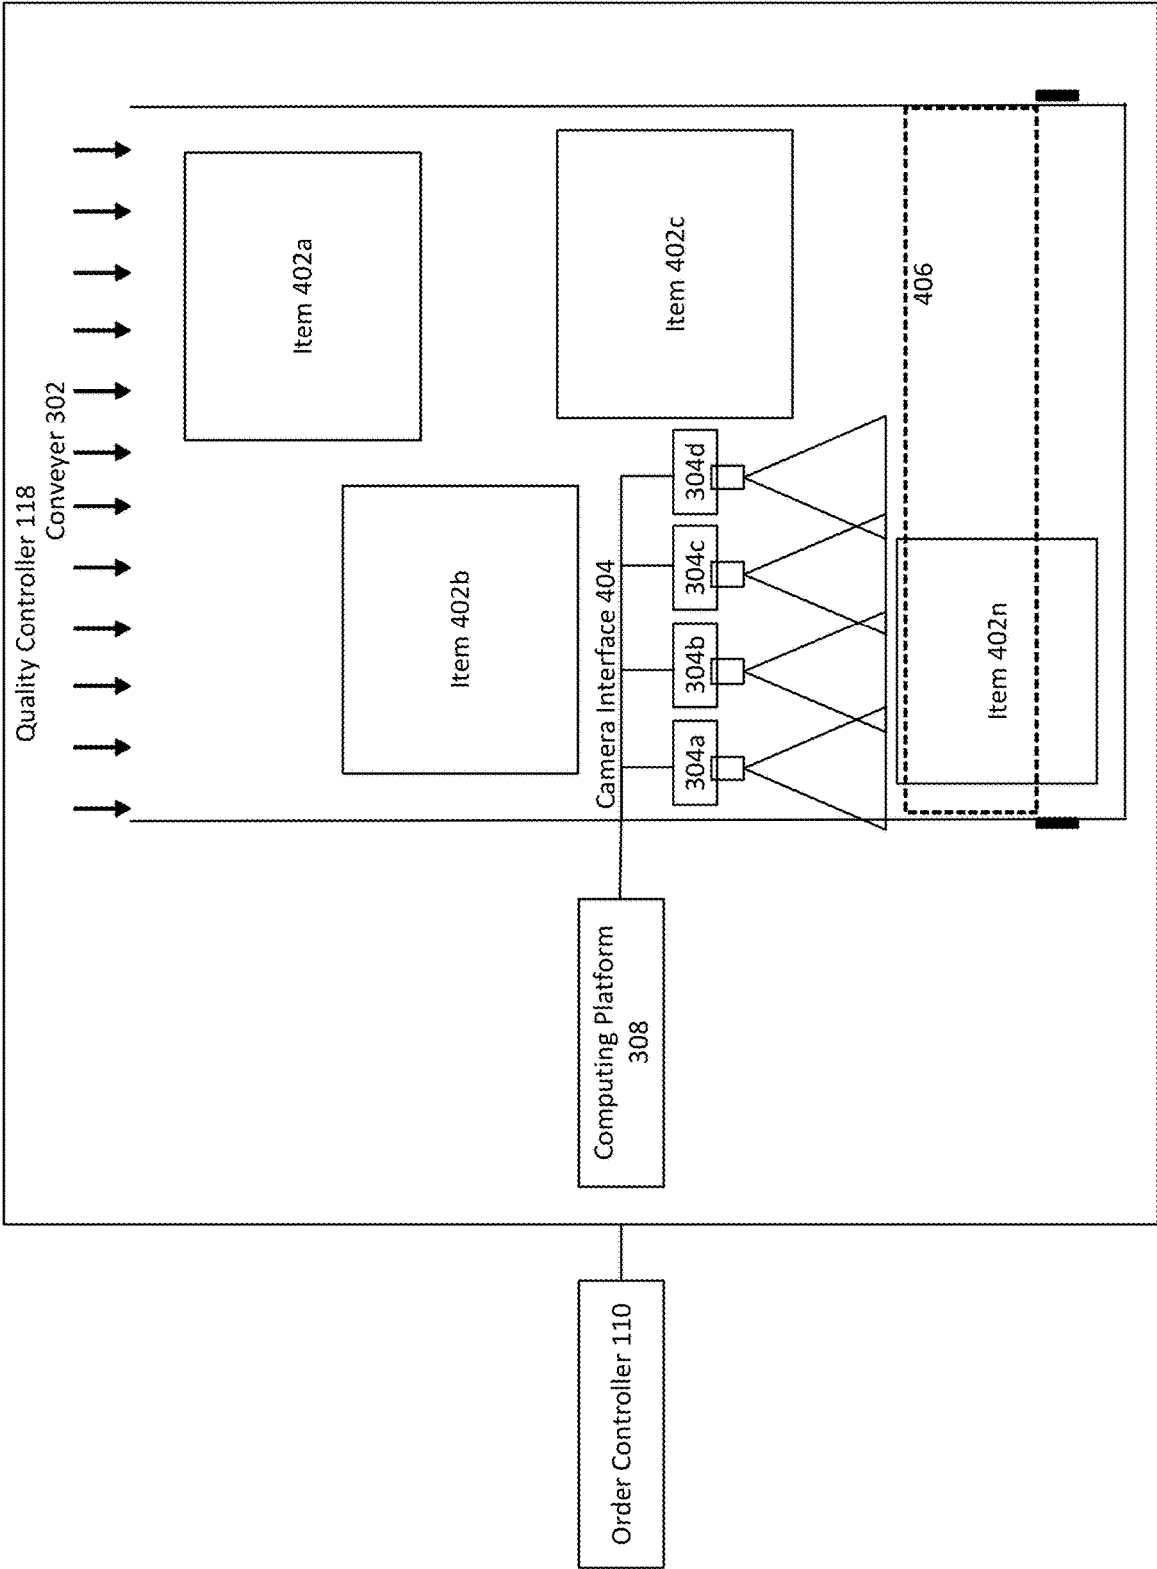 Quality Controller 118
Conveyer 302
Item 402a
Item 402b
Item 402c
Camera Interface 404
304a
304b
304c
304d
406
Item 402n
Computing Platform
308
Order Controller 110